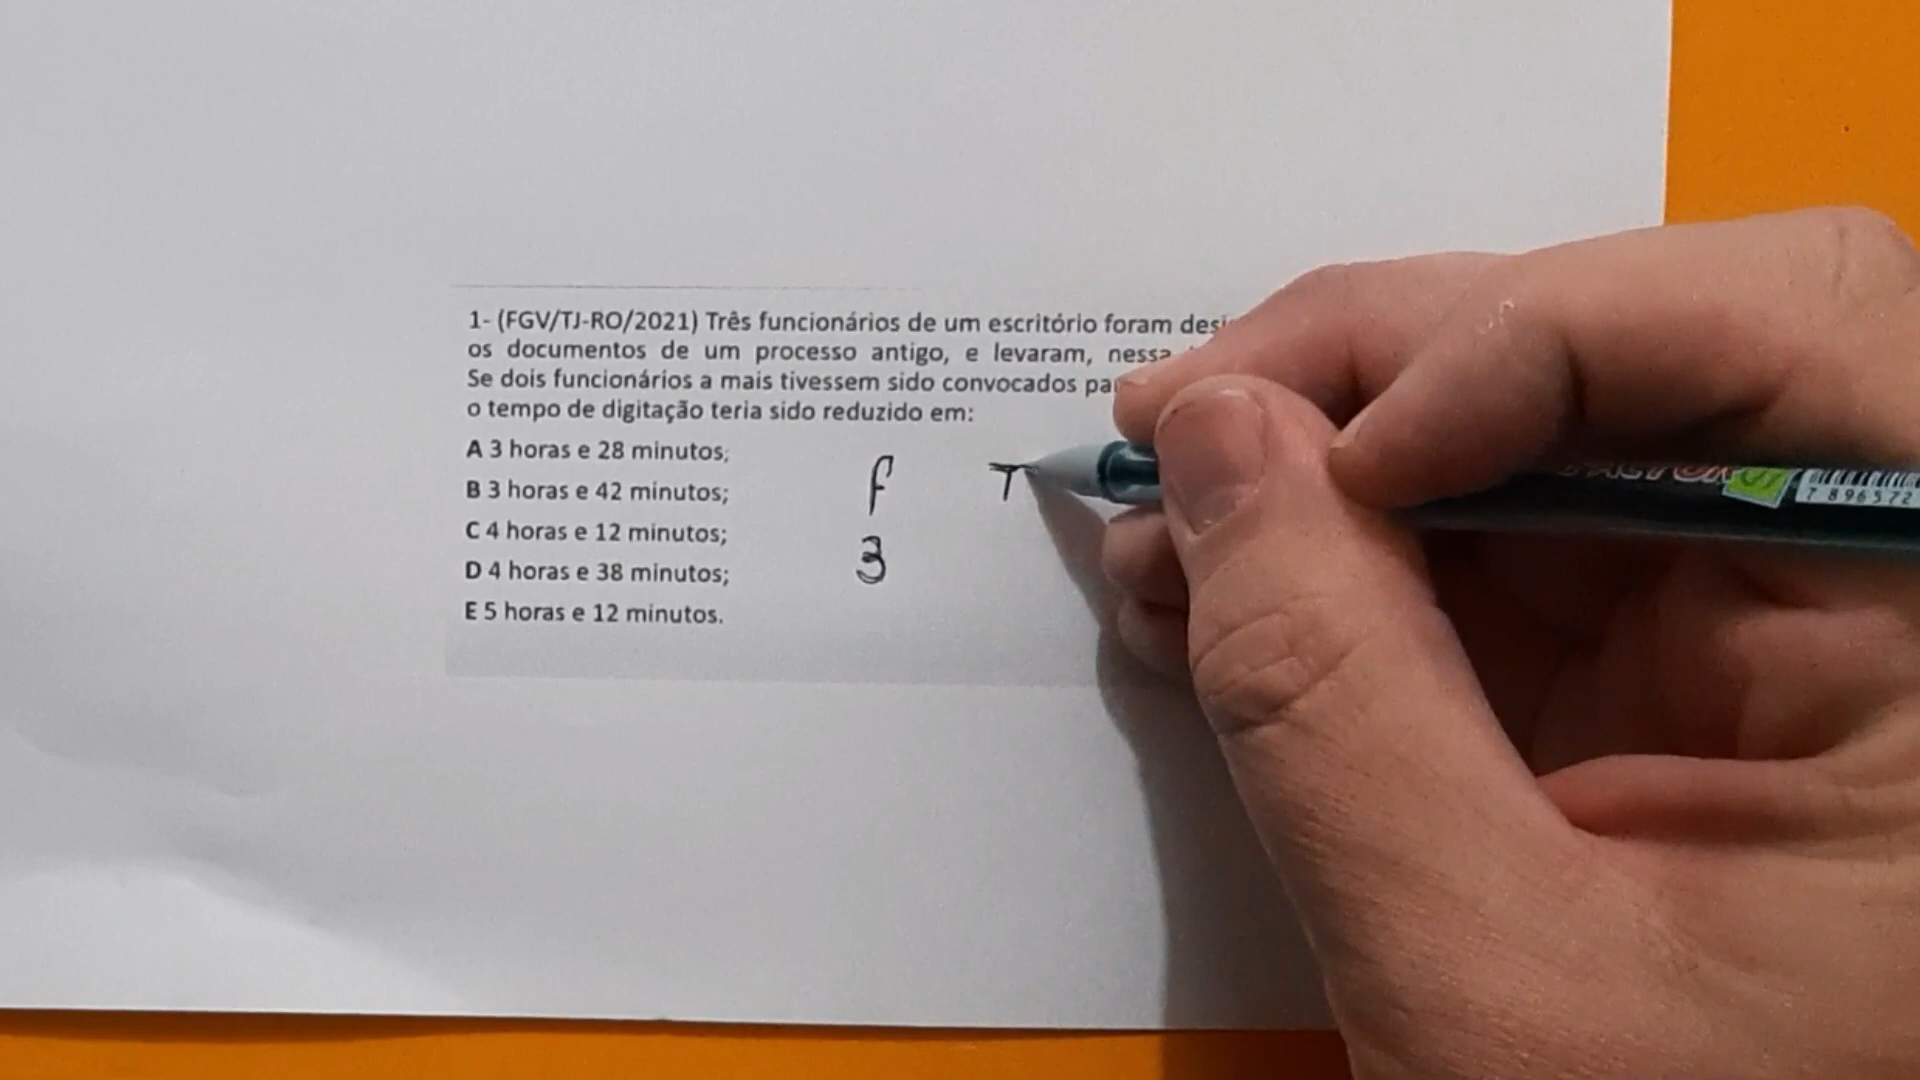 1- (FGV/TJ-RO/2021) Três funcionários de um escritório foram
os documentos de um processo antigo, e levaram, nessa
Se dois funcionários a mais tivessem sido convocados
o tempo de digitação teria sido reduzido em:
A 3 horas e 28 minutos;
B 3 horas e 42 minutos;
C 4 horas e 12 minutos;
D 4 horas e 38 minutos;
E 5 horas e 12 minutos.
f T
3
7 896572